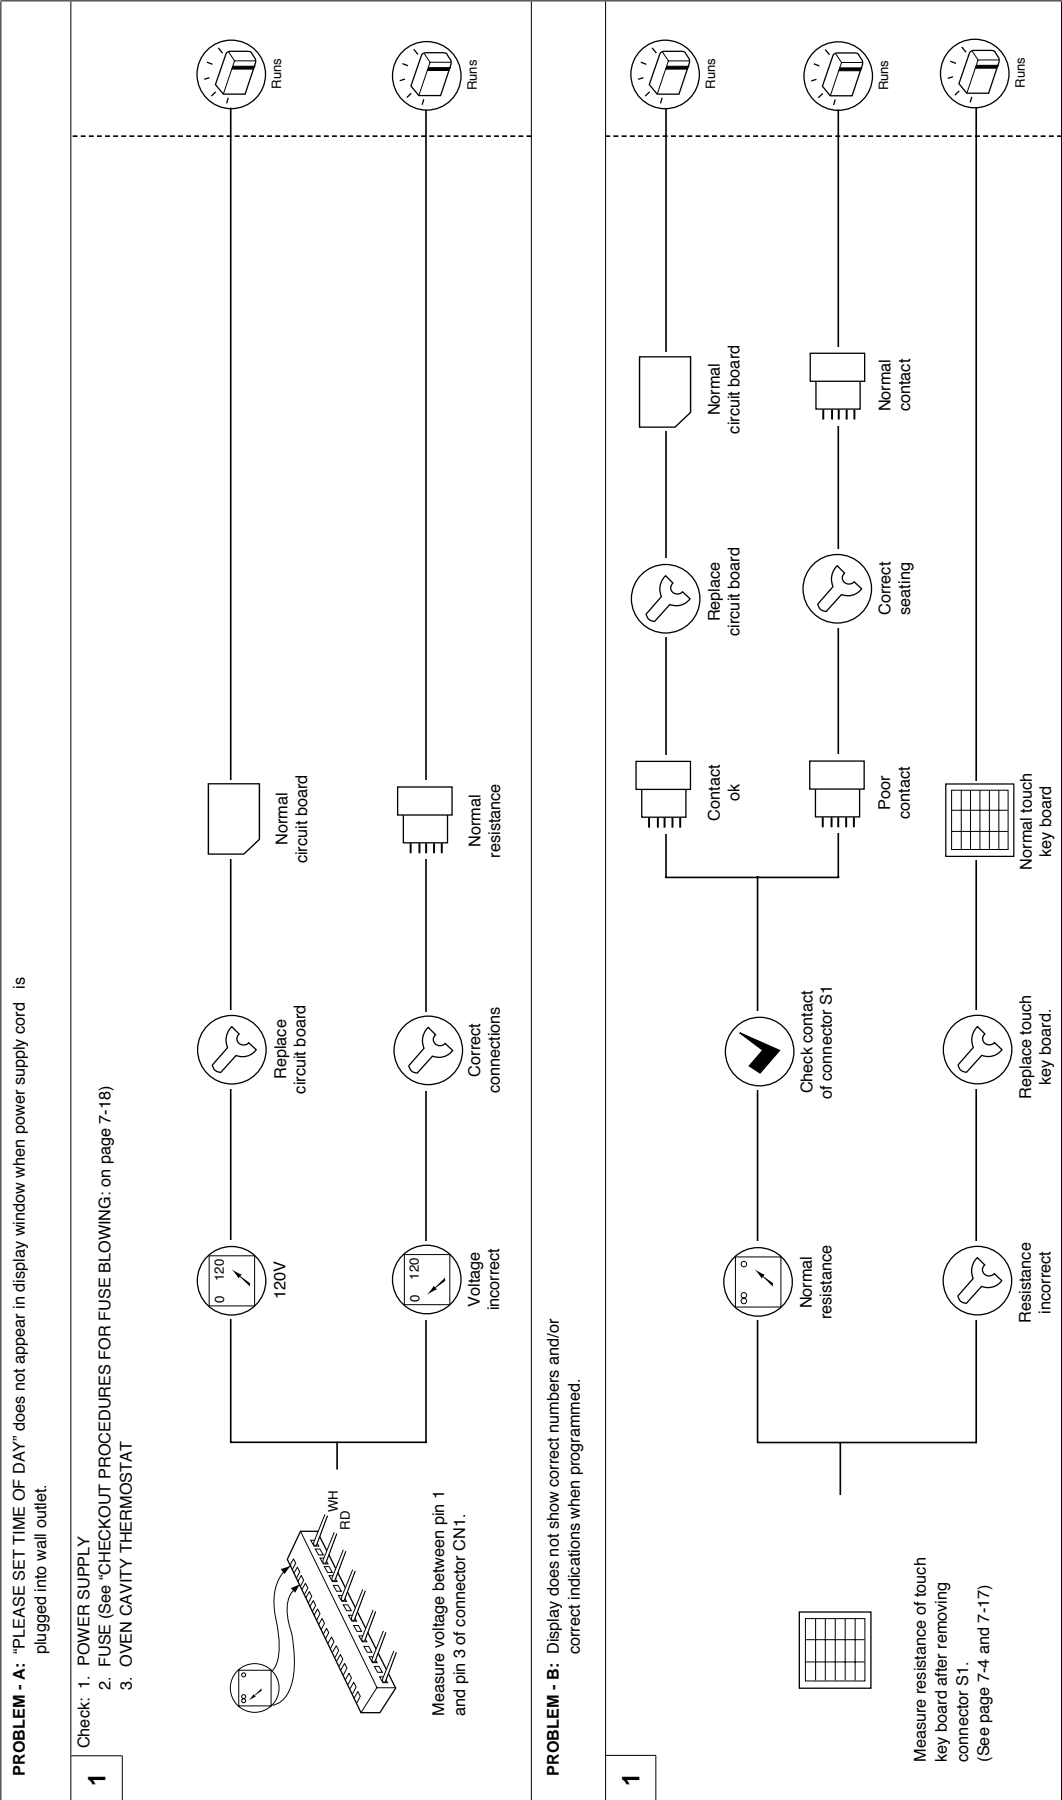 PROBLEM - A: "PLEASE SET TIME OF DAY" does not appear in display window when power supply cord is
plugged into wall outlet.
1
Check: 1. POWER SUPPLY
2. FUSE (See "CHECKOUT PROCEDURES FOR FUSE BLOWING: on page 7-18)
3. OVEN CAVITY THERMOSTAT
∞ 0
WH
RD
Measure voltage between pin 1
and pin 3 of connector CN1.
0 120
120V
Replace
circuit board
Normal
circuit board
Runs
0 120
Voltage
incorrect
Correct
connections
Normal
resistance
Runs
PROBLEM - B: Display does not show correct numbers and/or
correct indications when programmed.
1
Measure resistance of touch
key board after removing
connector S1.
(See page 7-4 and 7-17)
∞ 0
Normal
resistance
Check contact
of connector S1
Contact
ok
Replace
circuit board
Normal
circuit board
Runs
Poor
contact
Correct
seating
Normal
contact
Runs
Resistance
incorrect
Replace touch
key board.
Normal touch
key board
Runs